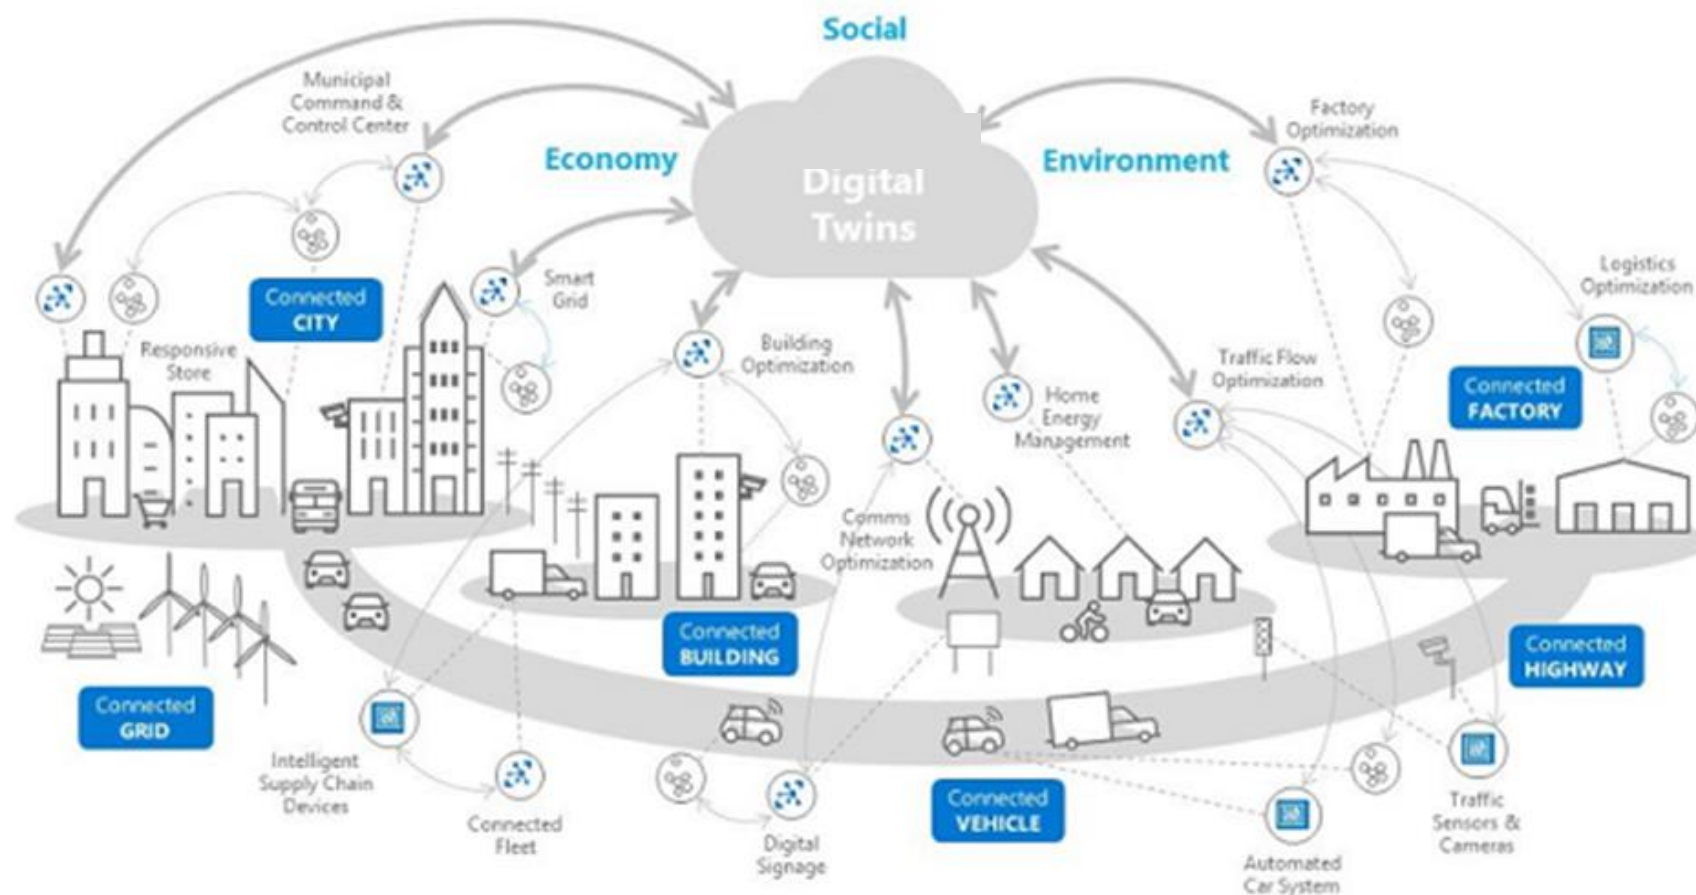 Social
Municipal
Command &
Control Center
Factory
Optimization
Economy
Environment
Digital
Twins
Smart
Grid
Logistics
Optimization
Connected
CITY
Responsive
Store
Building
Optimization
Traffic Flow
Optimization
Home
Energy
Management
Connected
FACTORY
Comms
Network
Optimization
Connected
BUILDING
Connected
HIGHWAY
Connected
GRID
Intelligent
Supply Chain
Devices
Connected
Fleet
Digital
Signage
Connected
VEHICLE
Traffic
Sensors &
Cameras
Automated
Car System